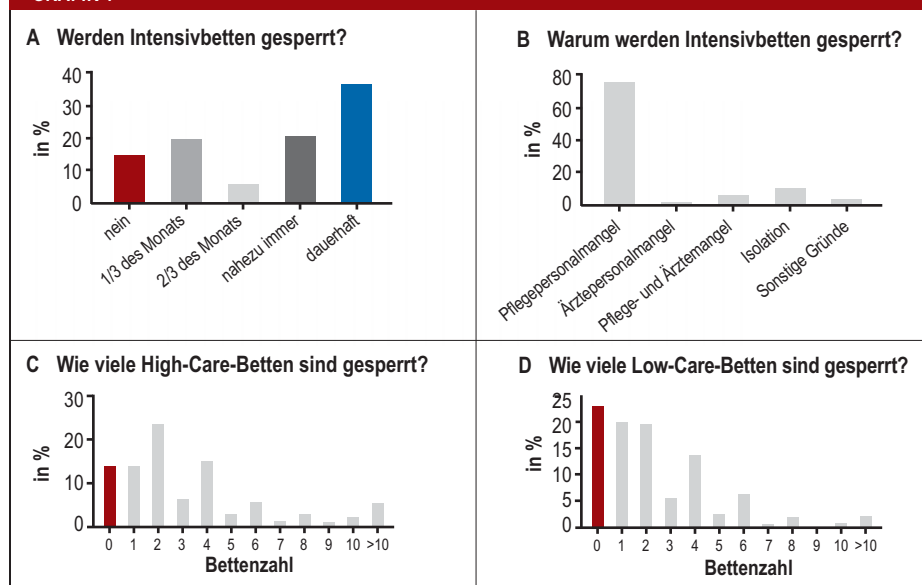 A Werden Intensivbetten gesperrt?
in %
40
30
20
10
0
nein
1/3 des Monats
2/3 des Monats
nahezu immer
dauerhaft
B Warum werden Intensivbetten gesperrt?
in %
80
60
40
20
0
Pflegepersonalmangel
Ärztepersonalmangel
Pflege- und Ärztemangel
Isolation
Sonstige Gründe
C Wie viele High-Care-Betten sind gesperrt?
in %
30
20
10
0
0 1 2 3 4 5 6 7 8 9 10 >10
Bettenzahl
D Wie viele Low-Care-Betten sind gesperrt?
in %
25
20
15
10
5
0
0 1 2 3 4 5 6 7 8 9 10 >10
Bettenzahl